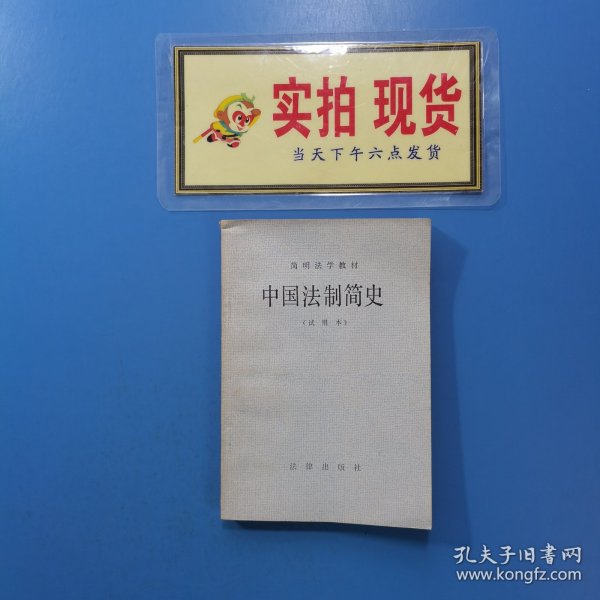 实拍 现货
当天下午六点发货
简明法学教材
中国法制简史
(试用本)
法律出版社
孔夫子旧书网
www.kongfz.com